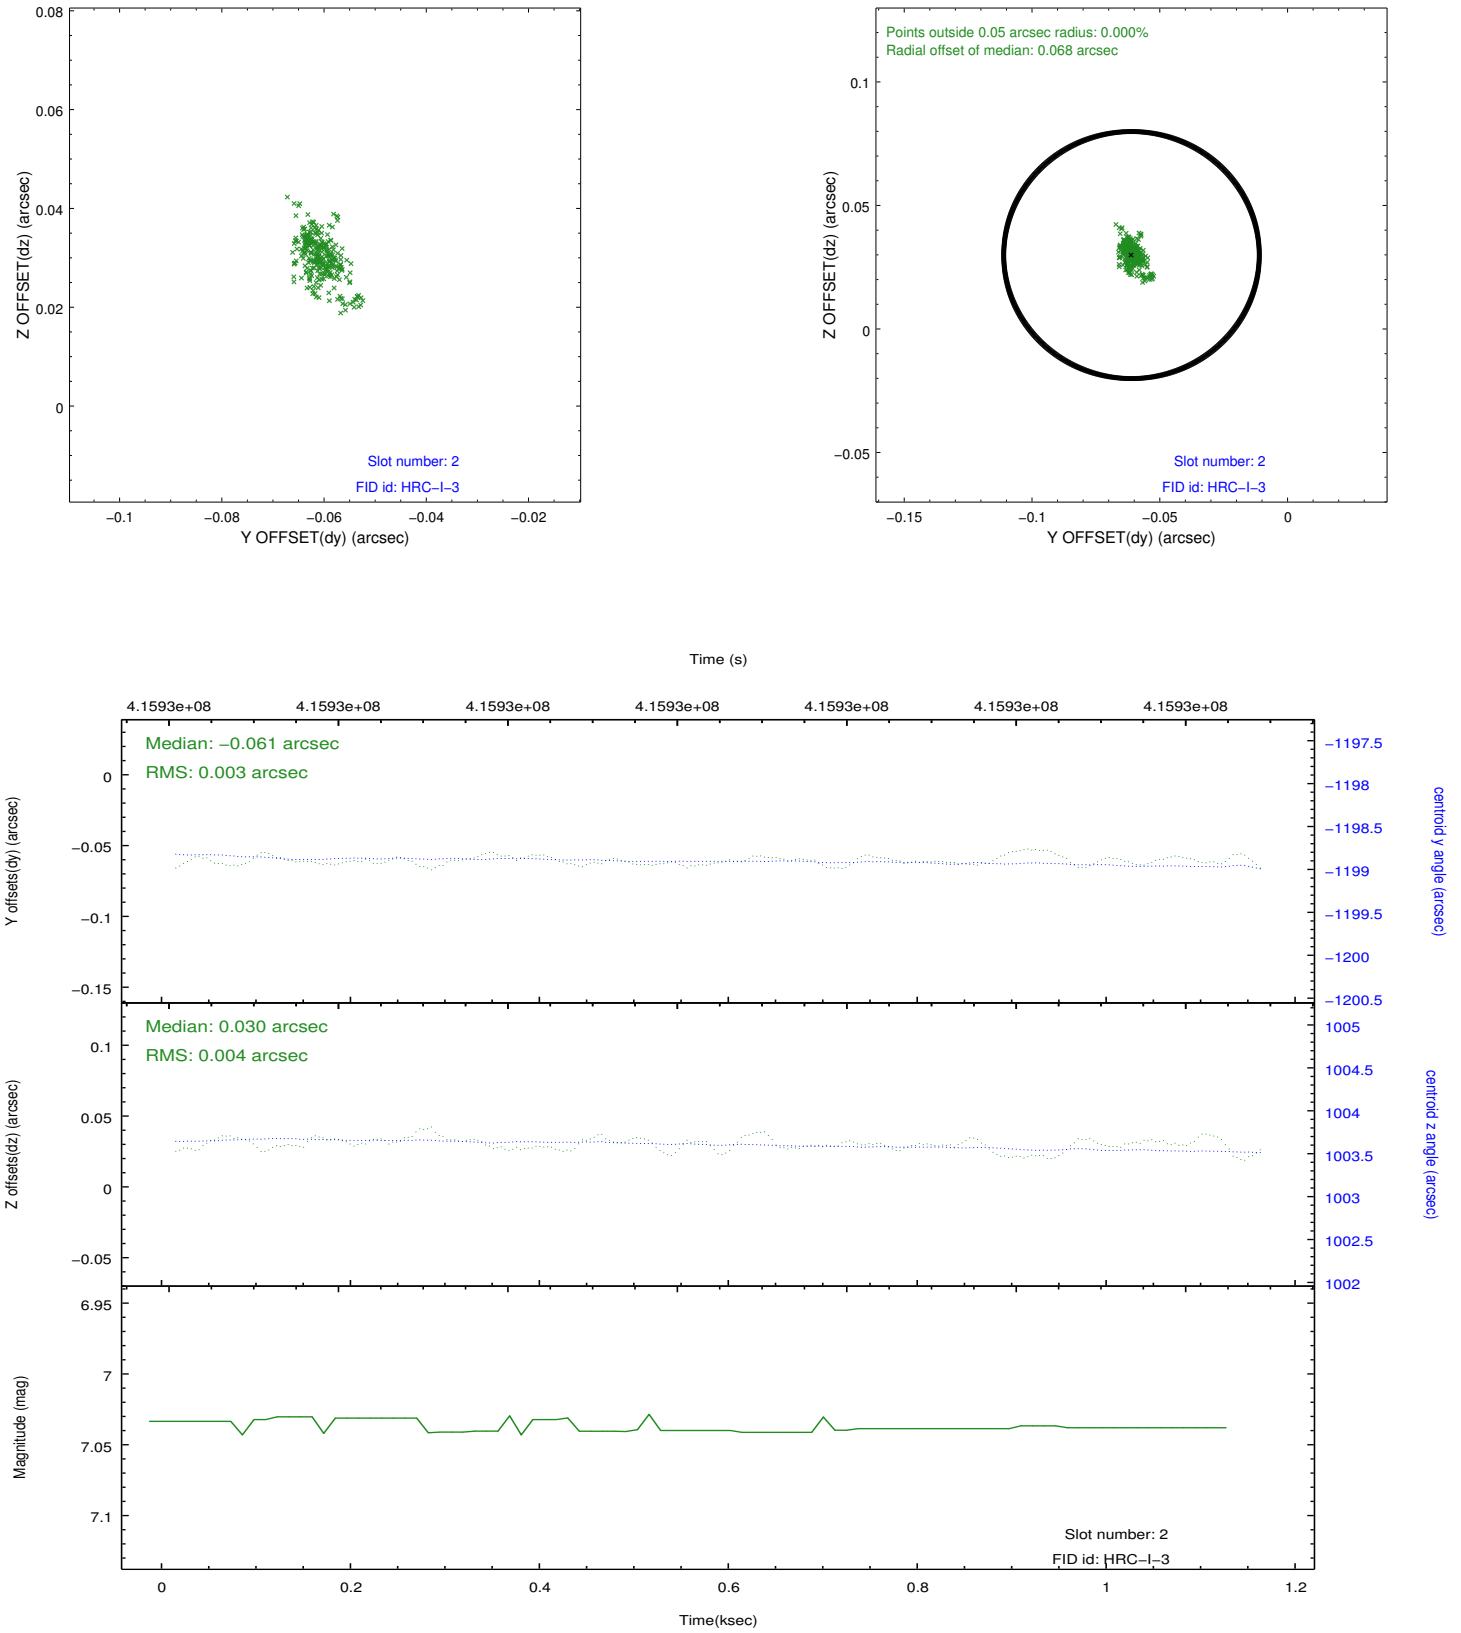 0.08
0.06
0.04
0.02
0
Z OFFSET(dz) (arcsec)
Slot number: 2
FID id: HRC−I−3
−0.1 −0.08 −0.06 −0.04 −0.02
Y OFFSET(dy) (arcsec)
Points outside 0.05 arcsec radius: 0.000%
Radial offset of median: 0.068 arcsec
0.1
0.05
0
−0.05
Z OFFSET(dz) (arcsec)
Slot number: 2
FID id: HRC−I−3
−0.15 −0.1 −0.05 0
Y OFFSET(dy) (arcsec)
Time (s)
4.1593e+08 4.1593e+08 4.1593e+08 4.1593e+08 4.1593e+08 4.1593e+08 4.1593e+08
Median: −0.061 arcsec
RMS: 0.003 arcsec
0
−0.05
−0.1
−0.15
Y offsets(dy) (arcsec)
−1197.5
−1198
−1198.5
−1199
−1199.5
−1200
−1200.5
centroid y angle (arcsec)
Median: 0.030 arcsec
RMS: 0.004 arcsec
0.1
0.05
0
−0.05
Z offsets(dz) (arcsec)
1005
1004.5
1004
1003.5
1003
1002.5
1002
centroid z angle (arcsec)
6.95
7
7.05
7.1
Magnitude (mag)
Slot number: 2
FID id: HRC−I−3
0 0.2 0.4 0.6 0.8 1 1.2
Time(ksec)